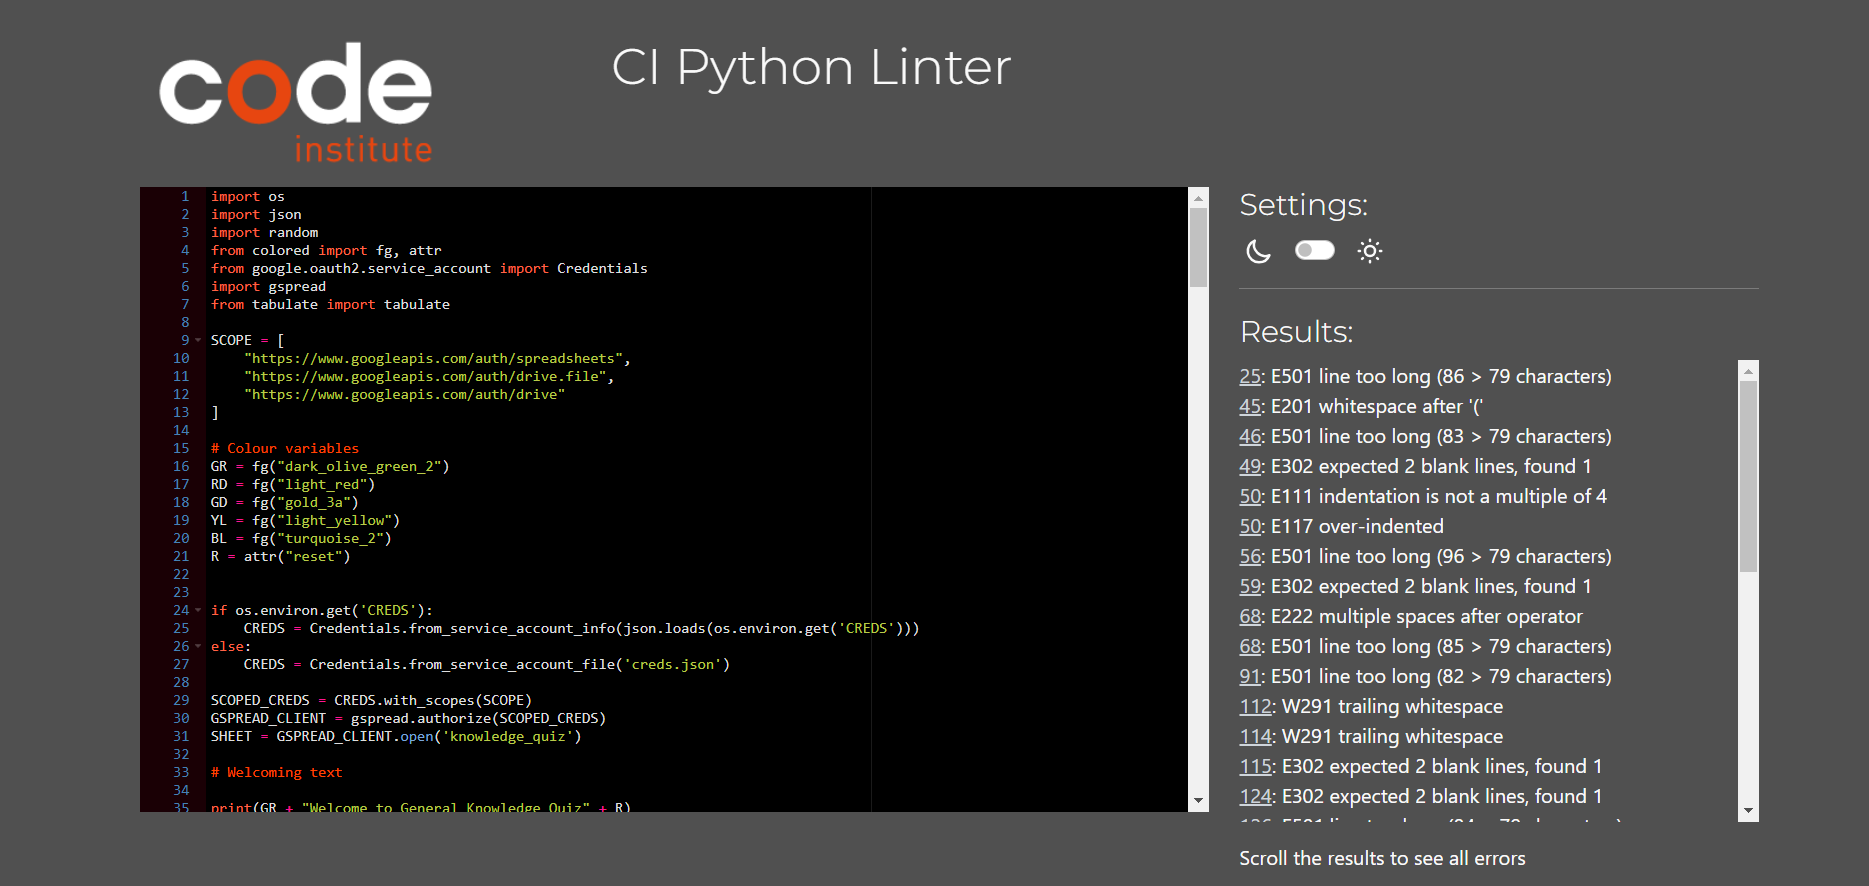 code
institute
CI Python Linter
1 import os
2 import json
3 import random
4 from colored import fg, attr
5 from google.oauth2.service_account import Credentials
6 import gspread
7 from tabulate import tabulate
8
9 SCOPE = [
10     "https://www.googleapis.com/auth/spreadsheets",
11     "https://www.googleapis.com/auth/drive.file",
12     "https://www.googleapis.com/auth/drive"
13 ]
14
15 # Colour variables
16 GR = fg("dark_olive_green_2")
17 RD = fg("light_red")
18 GD = fg("gold_3a")
19 YL = fg("light_yellow")
20 BL = fg("turquoise_2")
21 R = attr("reset")
22
23
24 if os.environ.get('CREDS'):
25     CREDS = Credentials.from_service_account_info(json.loads(os.environ.get('CREDS')))
26 else:
27     CREDS = Credentials.from_service_account_file('creds.json')
28
29 SCOPED_CREDS = CREDS.with_scopes(SCOPE)
30 GSPREAD_CLIENT = gspread.authorize(SCOPED_CREDS)
31 SHEET = GSPREAD_CLIENT.open('knowledge_quiz')
32
33 # Welcoming text
34
35 print(GR + "Welcome to General Knowledge Quiz" + R)
Settings:
Results:
25: E501 line too long (86 > 79 characters)
45: E201 whitespace after '('
46: E501 line too long (83 > 79 characters)
49: E302 expected 2 blank lines, found 1
50: E111 indentation is not a multiple of 4
50: E117 over-indented
56: E501 line too long (96 > 79 characters)
59: E302 expected 2 blank lines, found 1
68: E222 multiple spaces after operator
68: E501 line too long (85 > 79 characters)
91: E501 line too long (82 > 79 characters)
112: W291 trailing whitespace
114: W291 trailing whitespace
115: E302 expected 2 blank lines, found 1
124: E302 expected 2 blank lines, found 1
Scroll the results to see all errors